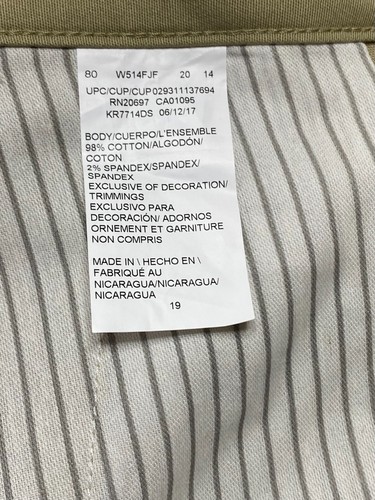 80 W514FJF 20 14
UPC/CUP/CUP029311137694
RN20697 CA01095
KR7714DS 06/12/17
BODY/CUERPO/L'ENSEMBLE
98% COTTON/ALGODÓN/
COTON
2% SPANDEX/SPANDEX/
SPANDEX
EXCLUSIVE OF DECORATION/
TRIMMINGS
EXCLUSIVO PARA
DECORACIÓN/ ADORNOS
ORNEMENT ET GARNITURE
NON COMPRIS
MADE IN \ HECHO EN \
FABRIQUÉ AU
NICARAGUA/NICARAGUA/
NICARAGUA
19